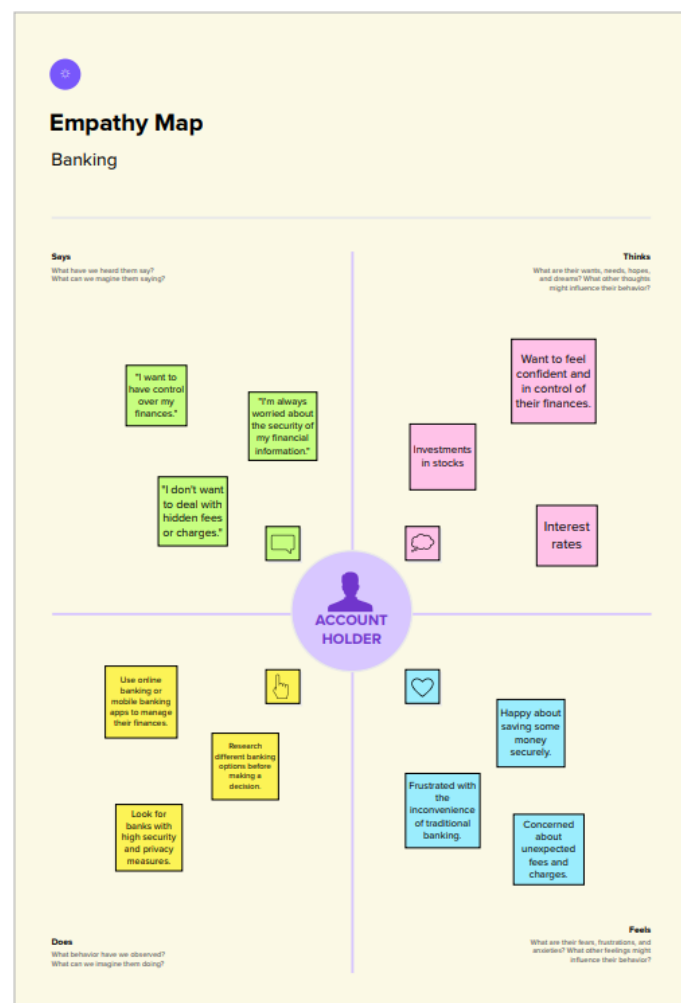 Empathy Map
Banking
Says
What have we heard them say?
What can we magine them saying?
Thinks
What are their wants, needs, hopes,
and dreams? What other thoughts
might influence their behavior?
"I want to
have control
over my
finances."
"I'm always
worried about
the security of
my financial
information."
"I don't want
to deal with
hidden fees
or charges."
Want to feel
confident and
in control of
their finances.
Investments
in stocks
Interest
rates
ACCOUNT
HOLDER
Use online
banking or
mobile banking
apps to manage
their finances.
Research
different banking
options before
making a
decision.
Look for
banks with
high security
and privacy
measures.
Happy about
saving some
money
securely.
Frustrated with
the
inconvenience
of traditional
banking.
Concerned
about
unexpected
fees and
charges.
Does
What behavior have we observed?
What can we imagine them doing?
Feels
What are their fears, frustrations, and
anxieties? What other feelings might
influence their behavior?